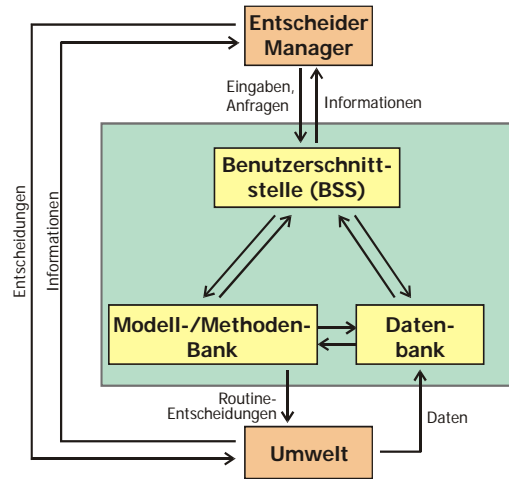 Entscheider
Manager
Eingaben,
Anfragen
Informationen
Benutzerschnitt-
stelle (BSS)
Entscheidungen
Informationen
Modell-/Methoden-
Bank
Daten-
bank
Routine-
Entscheidungen
Daten
Umwelt